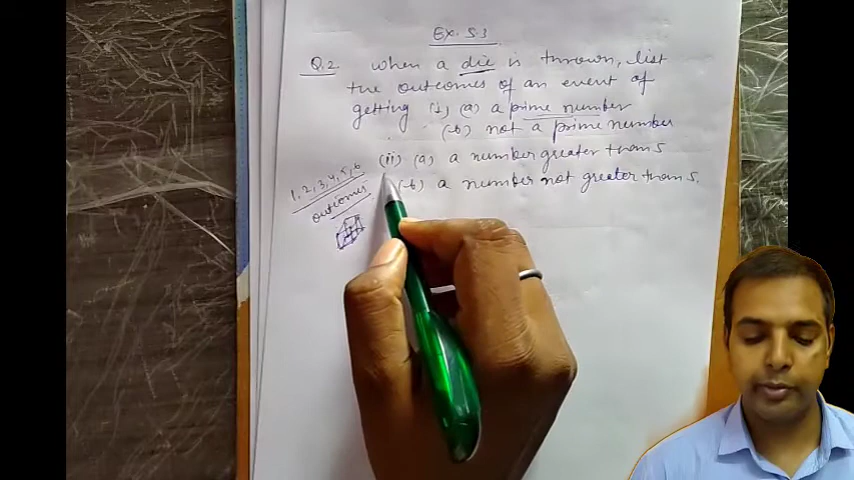 Ex. 5.3
Q.2 When a die is thrown, list
the outcomes of an event of
getting (i) (a) a prime number
(b) not a prime number
(ii) (a) a number greater than 5
(b) a number not greater than 5.
1, 2, 3, 4, 5, 6
outcomes